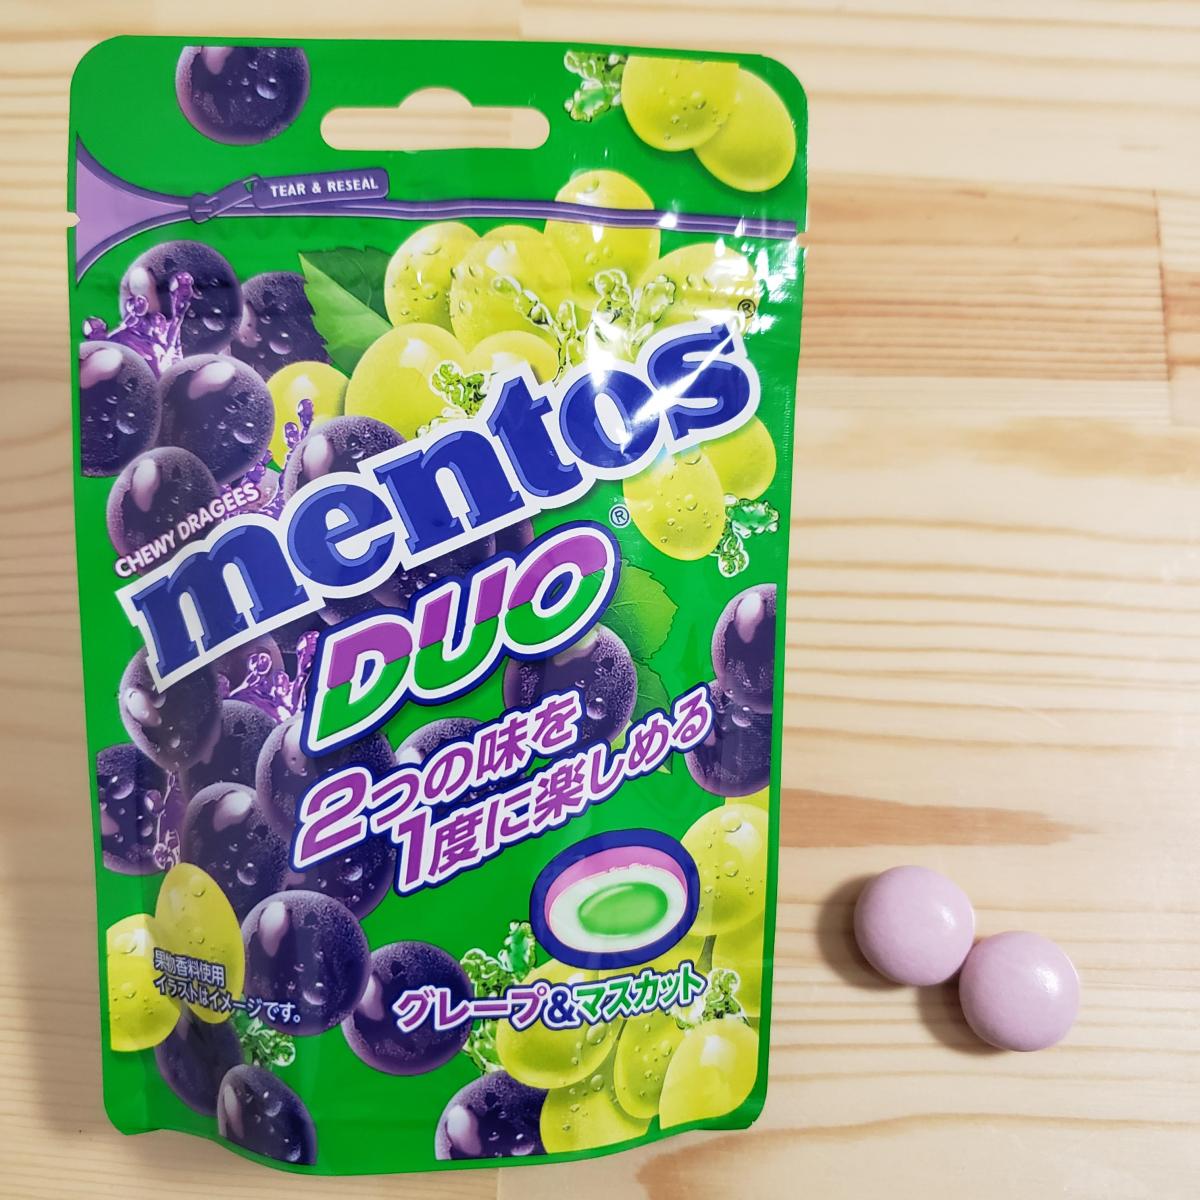 TEAR & RESEAL
CHEWY DRAGEES
mentos®
DUO®
2つの味を
1度に楽しめる
果物香料使用
イラストはイメージです。
グレープ&マスカット